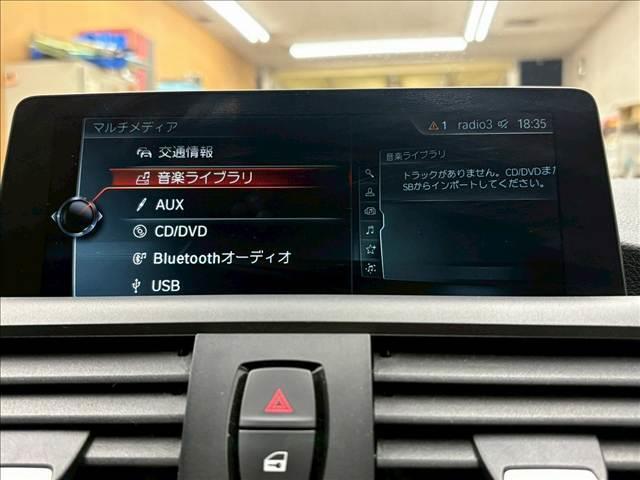 マルチメディア
1 radio3 18:35
交通情報
音楽ライブラリ
AUX
CD/DVD
Bluetoothオーディオ
USB
音楽ライブラリ
トラックがありません。CD/DVDまた
SBからインポートしてください。